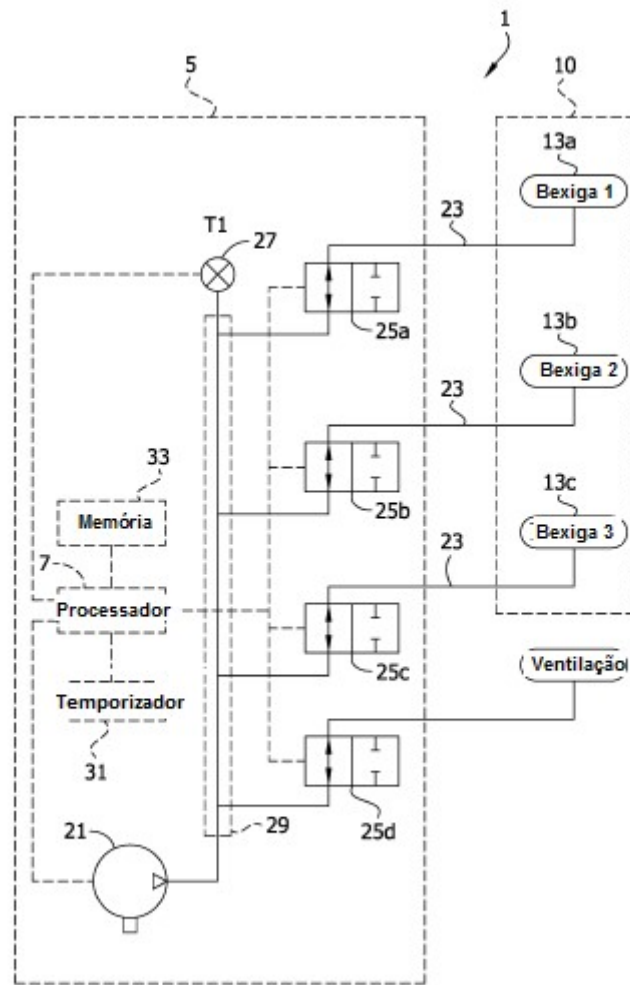 1
5
10
13a
Bexiga 1
T1
27
23
25a
13b
Bexiga 2
23
25b
33
Memória
13c
Bexiga 3
7
23
Processador
Ventilação
25c
Temporizador
31
21
29
25d